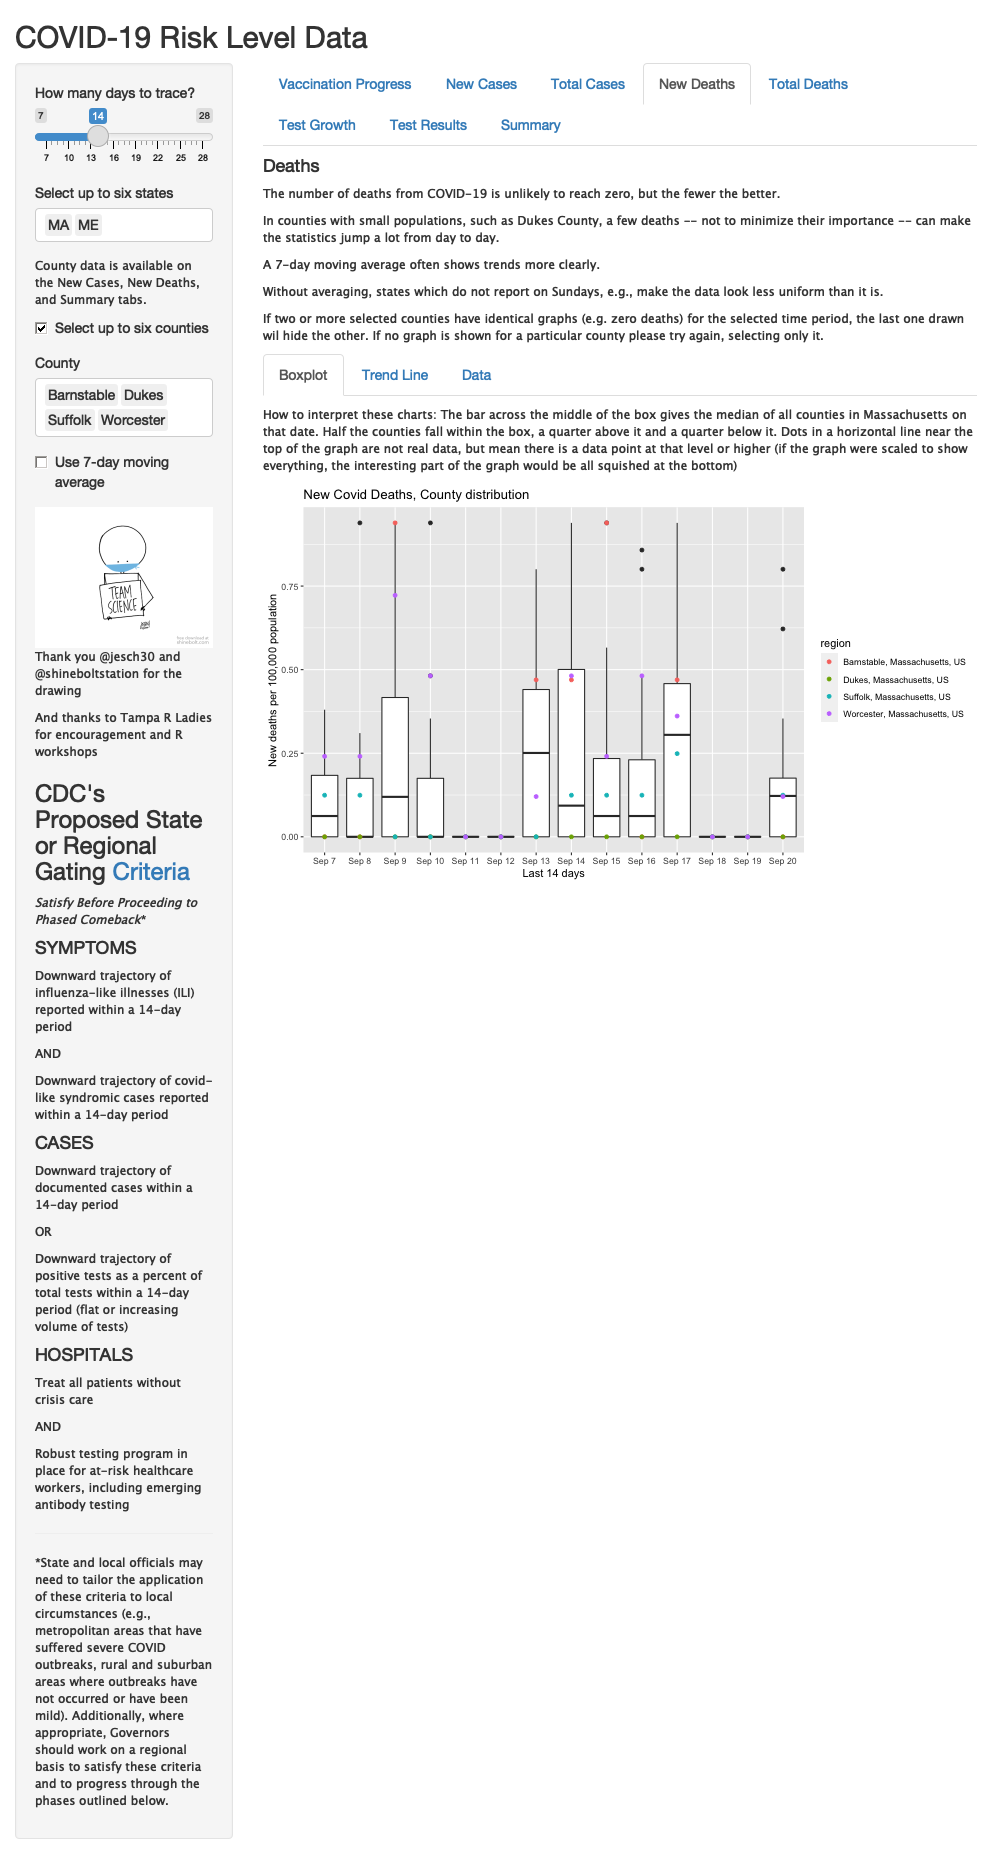 COVID-19 Risk Level Data
How many days to trace?
7 14 28
7 10 13 16 19 22 25 28
Select up to six states
MA ME
County data is available on
the New Cases, New Deaths,
and Summary tabs.
Select up to six counties
County
Barnstable Dukes
Suffolk Worcester
Use 7-day moving
average
TEAM
SCIENCE
Thank you @jesch30 and
@shineboltstation for the
drawing
And thanks to Tampa R Ladies
for encouragement and R
workshops
CDC's
Proposed State
or Regional
Gating Criteria
Satisfy Before Proceeding to
Phased Comeback*
SYMPTOMS
Downward trajectory of
influenza-like illnesses (ILI)
reported within a 14-day
period
AND
Downward trajectory of covid-
like syndromic cases reported
within a 14-day period
CASES
Downward trajectory of
documented cases within a
14-day period
OR
Downward trajectory of
positive tests as a percent of
total tests within a 14-day
period (flat or increasing
volume of tests)
HOSPITALS
Treat all patients without
crisis care
AND
Robust testing program in
place for at-risk healthcare
workers, including emerging
antibody testing
*State and local officials may
need to tailor the application
of these criteria to local
circumstances (e.g.,
metropolitan areas that have
suffered severe COVID
outbreaks, rural and suburban
areas where outbreaks have
not occurred or have been
mild). Additionally, where
appropriate, Governors
should work on a regional
basis to satisfy these criteria
and to progress through the
phases outlined below.
Vaccination Progress New Cases Total Cases New Deaths Total Deaths
Test Growth Test Results Summary
Deaths
The number of deaths from COVID-19 is unlikely to reach zero, but the fewer the better.
In counties with small populations, such as Dukes County, a few deaths -- not to minimize their importance -- can make
the statistics jump a lot from day to day.
A 7-day moving average often shows trends more clearly.
Without averaging, states which do not report on Sundays, e.g., make the data look less uniform than it is.
If two or more selected counties have identical graphs (e.g. zero deaths) for the selected time period, the last one drawn
wil hide the other. If no graph is shown for a particular county please try again, selecting only it.
Boxplot Trend Line Data
How to interpret these charts: The bar across the middle of the box gives the median of all counties in Massachusetts on
that date. Half the counties fall within the box, a quarter above it and a quarter below it. Dots in a horizontal line near the
top of the graph are not real data, but mean there is a data point at that level or higher (if the graph were scaled to show
everything, the interesting part of the graph would be all squished at the bottom)
New Covid Deaths, County distribution
New deaths per 100,000 population
0.75
0.50
0.25
0.00
Sep 7 Sep 8 Sep 9 Sep 10 Sep 11 Sep 12 Sep 13 Sep 14 Sep 15 Sep 16 Sep 17 Sep 18 Sep 19 Sep 20
Last 14 days
region
Barnstable, Massachusetts, US
Dukes, Massachusetts, US
Suffolk, Massachusetts, US
Worcester, Massachusetts, US